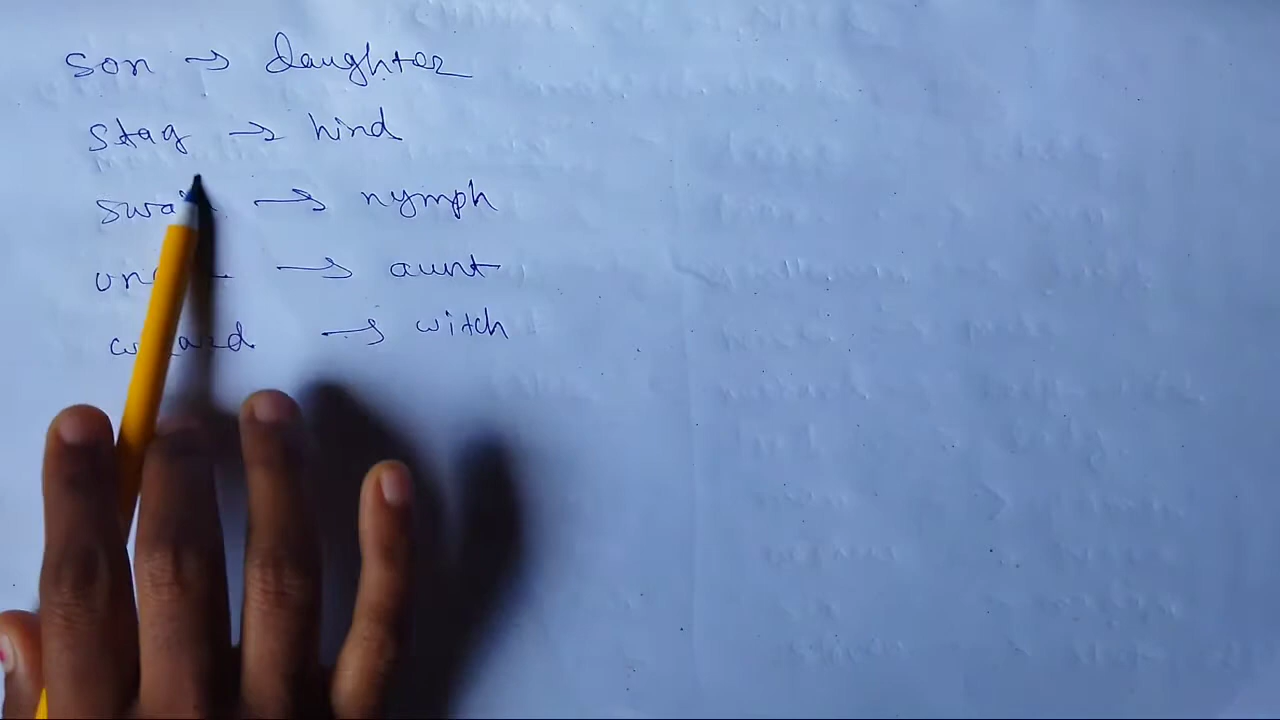 son → daughter
stag → hind
→ nymph
→ aunt
→ witch